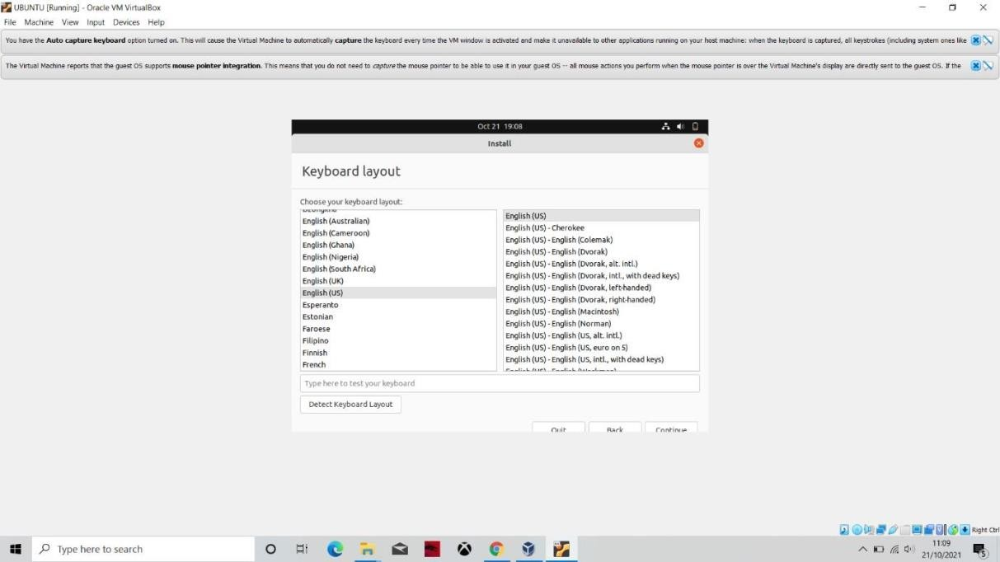 UBUNTU [Running] - Oracle VM VirtualBox
File Machine View Input Devices Help
You have the Auto capture keyboard option turned on. This will cause the Virtual Machine to automatically capture the keyboard every time the VM window is activated and make it unavailable to other applications running on your host machine: when the keyboard is captured, all keystrokes (including system ones like
The Virtual Machine reports that the guest OS supports mouse pointer integration. This means that you do not need to capture the mouse pointer to be able to use it in your guest OS -- all mouse actions you perform when the mouse pointer is over the Virtual Machine's display are directly sent to the guest OS. If the
Oct 21 19:08
Install
Keyboard layout
Choose your keyboard layout:
Dzongkha
English (Australian)
English (Cameroon)
English (Ghana)
English (Nigeria)
English (South Africa)
English (UK)
English (US)
Esperanto
Estonian
Faroese
Filipino
Finnish
French
English (US)
English (US) - Cherokee
English (US) - English (Colemak)
English (US) - English (Dvorak)
English (US) - English (Dvorak, alt. intl.)
English (US) - English (Dvorak, intl., with dead keys)
English (US) - English (Dvorak, left-handed)
English (US) - English (Dvorak, right-handed)
English (US) - English (Macintosh)
English (US) - English (Norman)
English (US) - English (US, alt. intl.)
English (US) - English (US, euro on 5)
English (US) - English (US, intl., with dead keys)
English (US) - English (Workman)
Type here to test your keyboard
Detect Keyboard Layout
Quit Back Continue
Right Ctrl
Type here to search
11:09
21/10/2021
5